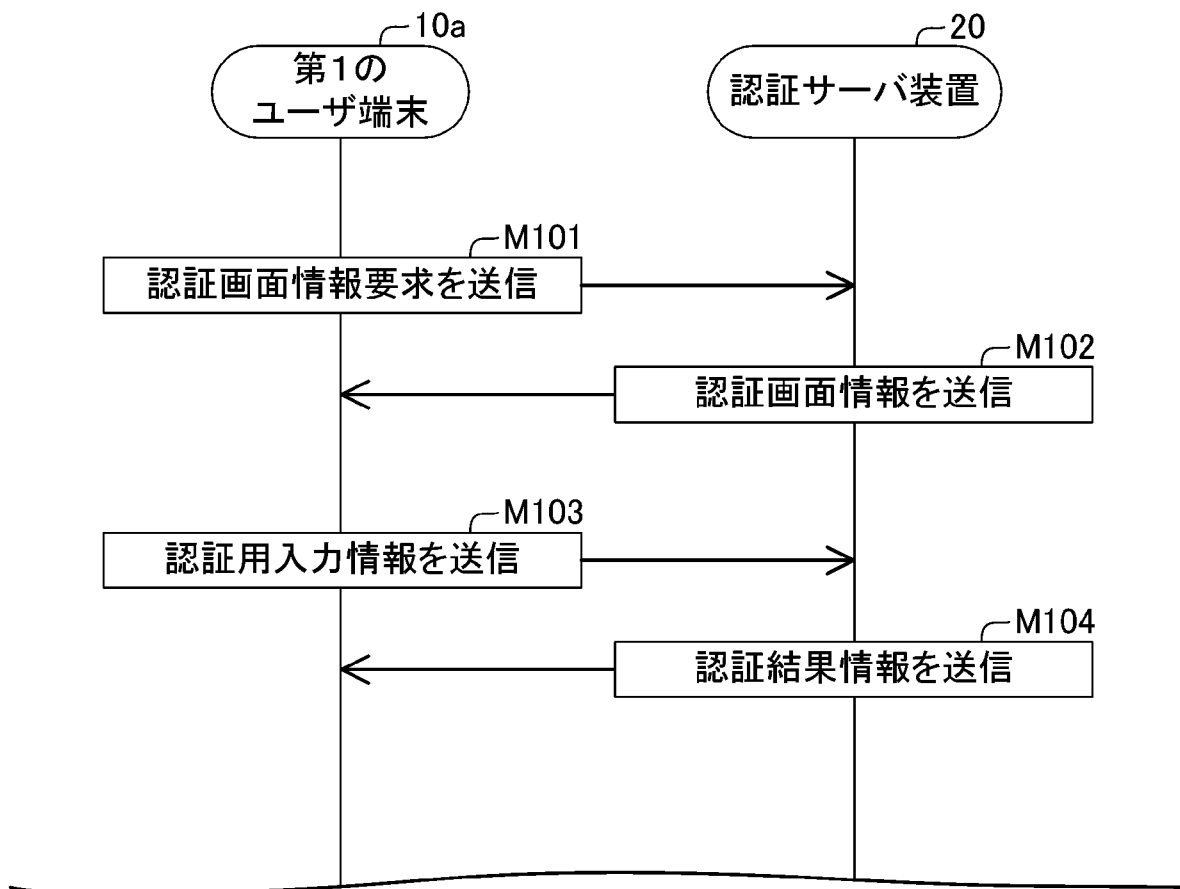 10a
第1の
ユーザ端末
20
認証サーバ装置
M101
認証画面情報要求を送信
M102
認証画面情報を送信
M103
認証用入力情報を送信
M104
認証結果情報を送信